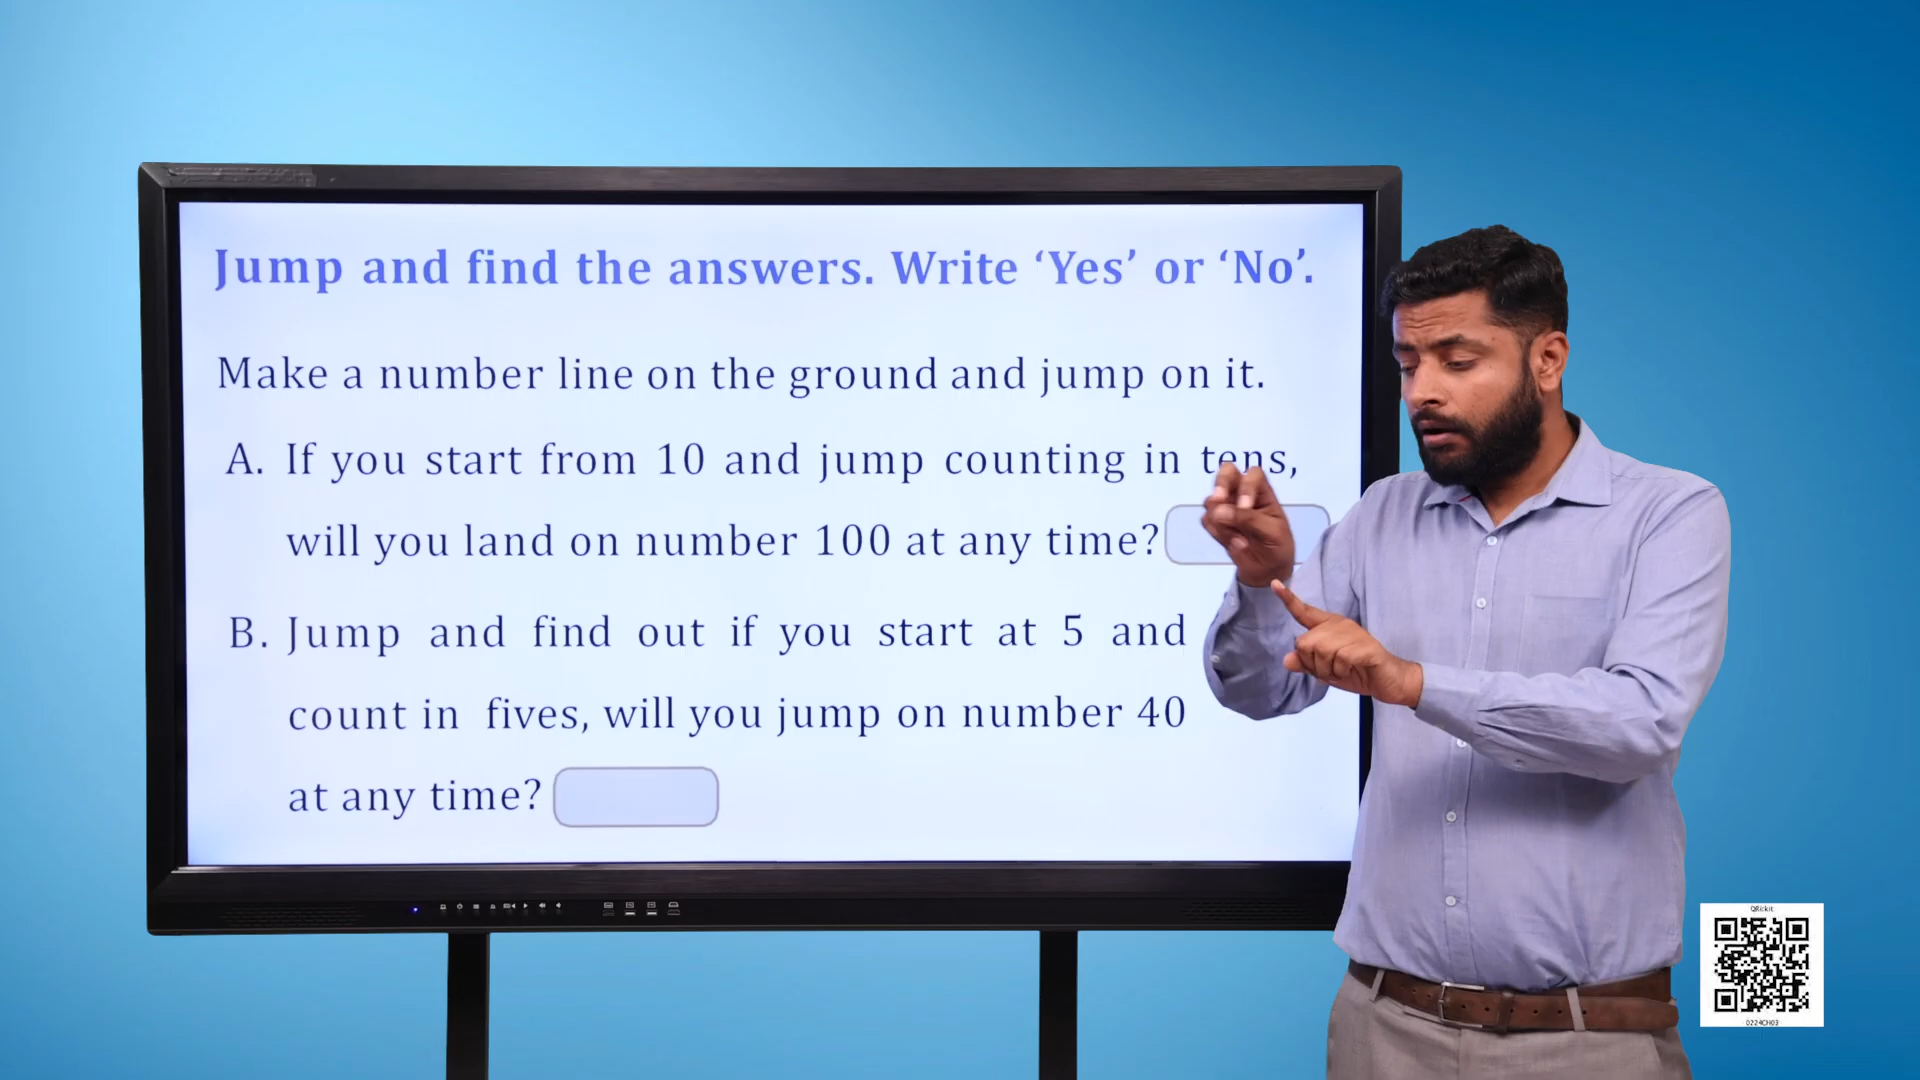 Jump and find the answers. Write ‘Yes’ or ‘No’.
Make a number line on the ground and jump on it.
A. If you start from 10 and jump counting in tens,
will you land on number 100 at any time?
B. Jump and find out if you start at 5 and
count in fives, will you jump on number 40
at any time?
QRickit
0224CH03